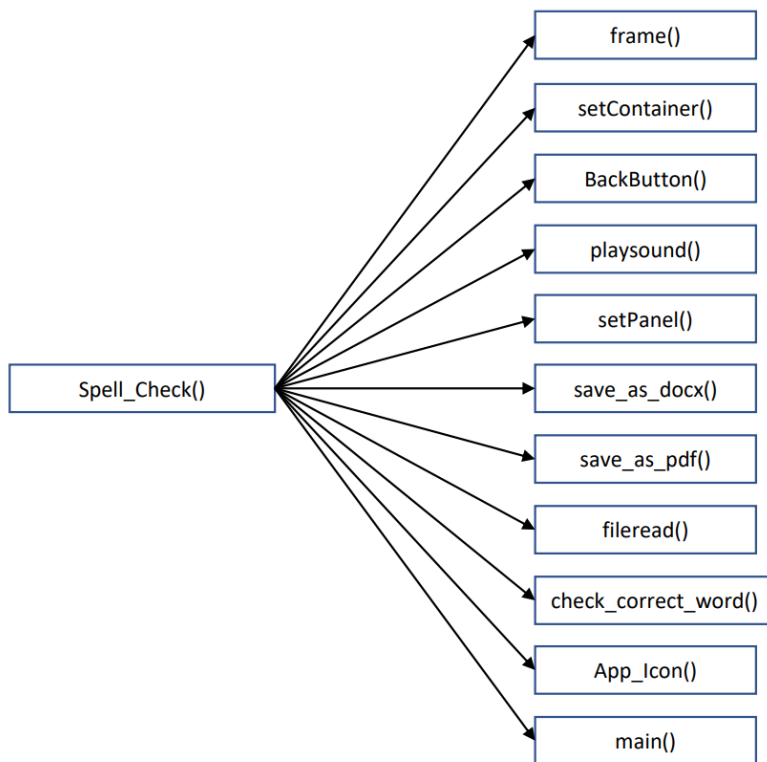 frame()
setContainer()
BackButton()
playsound()
setPanel()
Spell_Check()
save_as_docx()
save_as_pdf()
fileread()
check_correct_word()
App_Icon()
main()